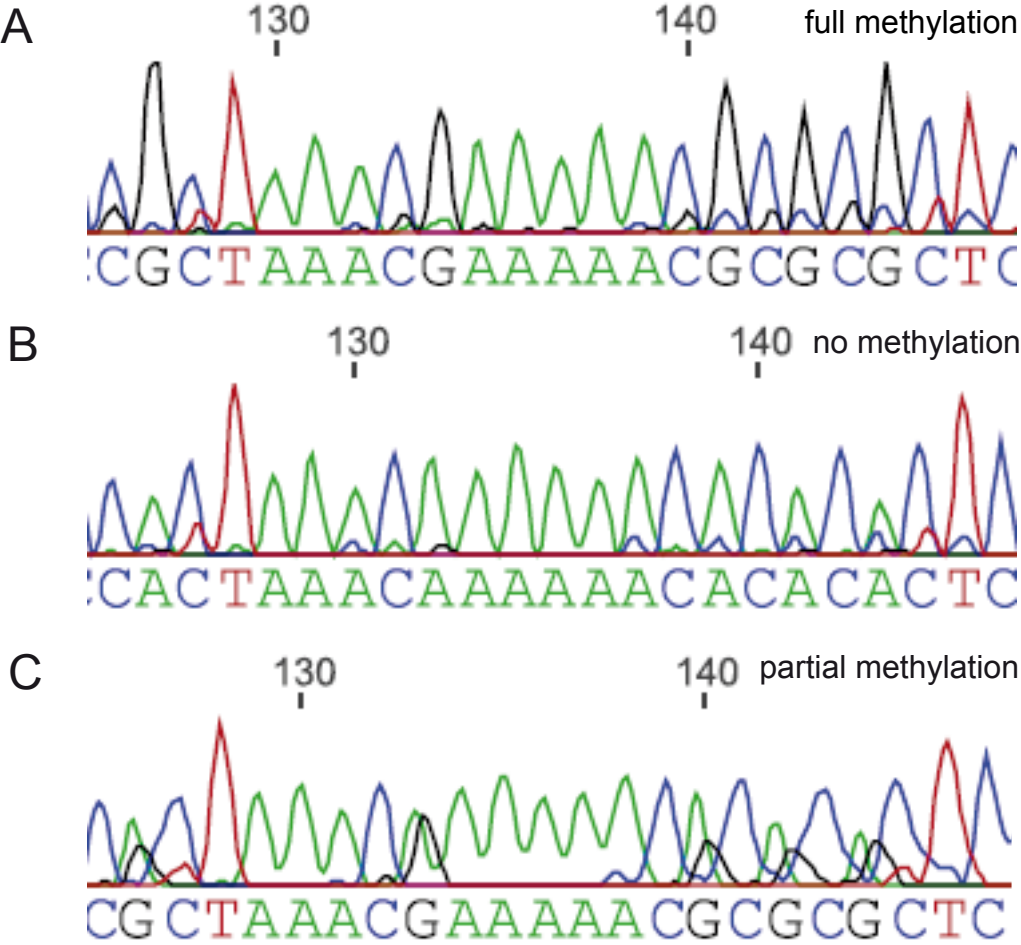 A
130 140 full methylation
CGCTAAACGAAAAACGCGCGCTC
B
130 140 no methylation
CACTAAACAAAAAACACACACTC
C
130 140 partial methylation
CGCTAAACGAAAAACGCGCGCTC